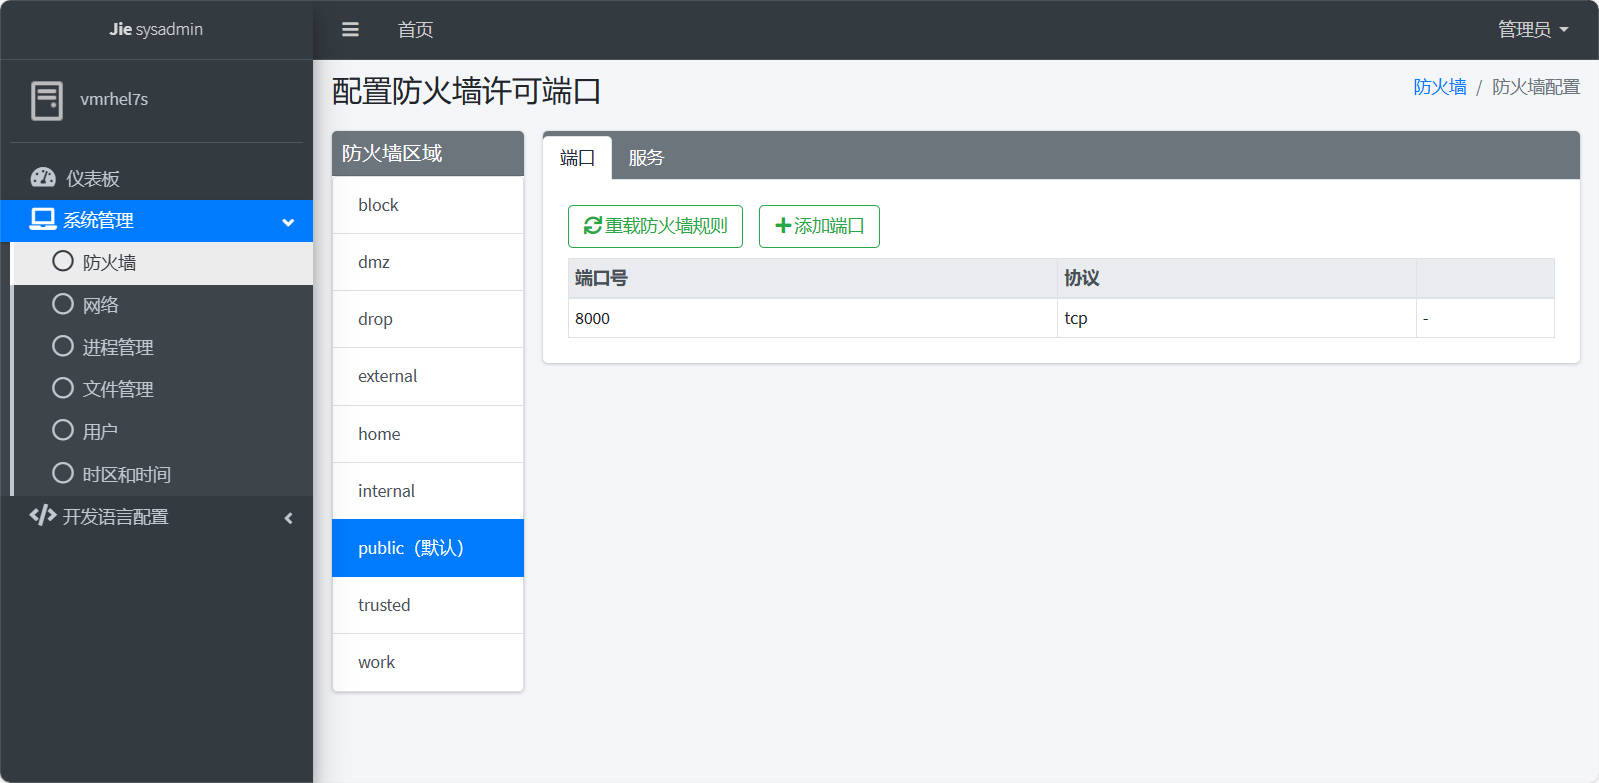 Jie sysadmin
首页
管理员
vmrhel7s
仪表板
系统管理
防火墙
网络
进程管理
文件管理
用户
时区和时间
开发语言配置
配置防火墙许可端口
防火墙 / 防火墙配置
防火墙区域
block
dmz
drop
external
home
internal
public（默认）
trusted
work
端口 服务
重载防火墙规则 添加端口
端口号 协议
8000 tcp -